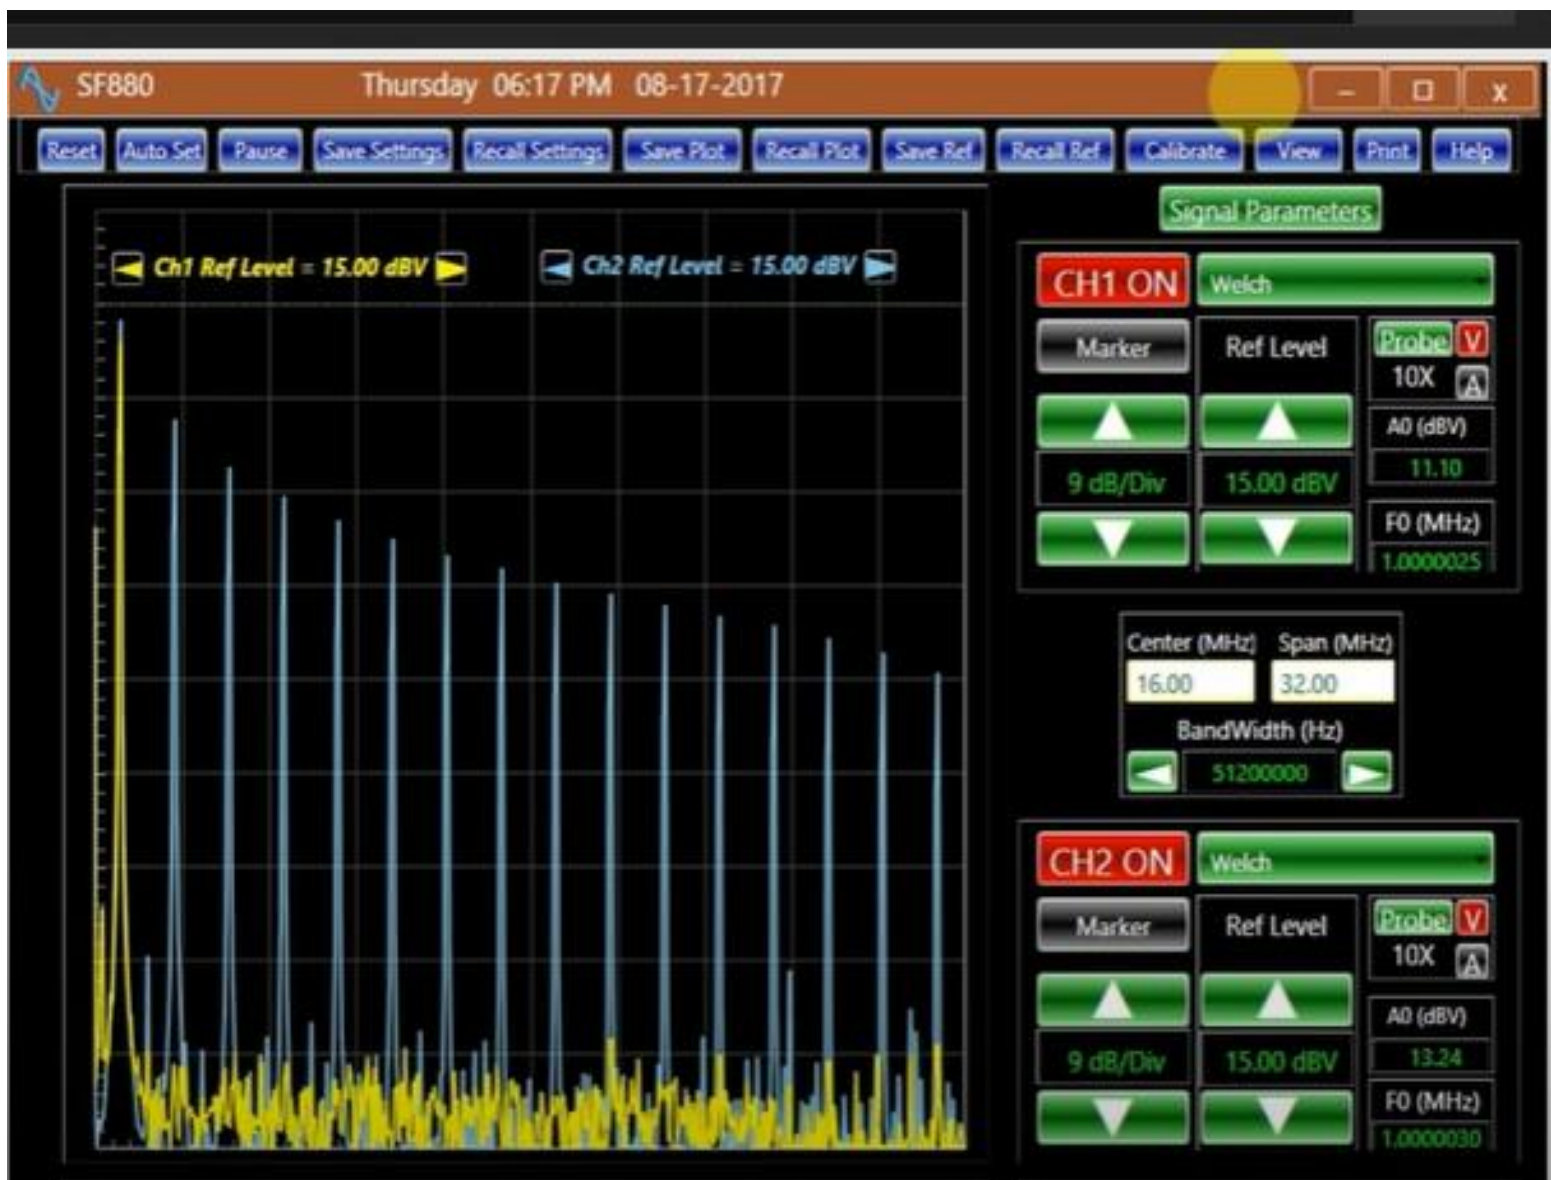 SF880 Thursday 06:17 PM 08-17-2017
Reset Auto Set Pause Save Settings Recall Settings Save Plot Recall Plot Save Ref Recall Ref Calibrate View Print Help
Signal Parameters
Ch1 Ref Level = 15.00 dBV Ch2 Ref Level = 15.00 dBV
CH1 ON Welch
Marker Ref Level Probe V
10X A
A0 (dBV)
9 dB/Div 15.00 dBV 11.10
F0 (MHz)
1.0000025
Center (MHz) Span (MHz)
16.00 32.00
BandWidth (Hz)
51200000
CH2 ON Welch
Marker Ref Level Probe V
10X A
A0 (dBV)
9 dB/Div 15.00 dBV 13.24
F0 (MHz)
1.0000030